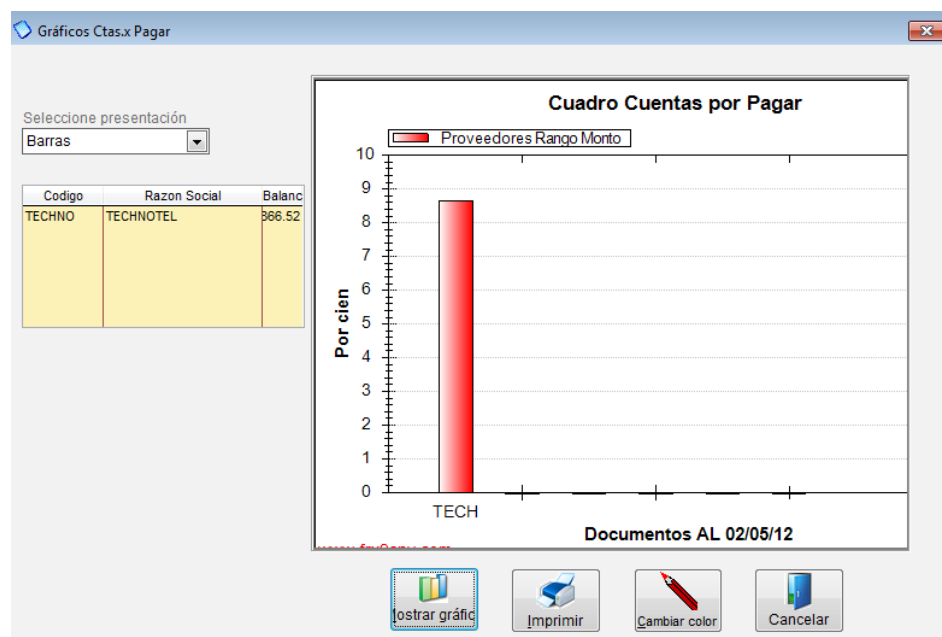 Gráficos Ctas.x Pagar
Seleccione presentación
Barras
Codigo Razon Social Balanc
TECHNO TECHNOTEL 366.52
Cuadro Cuentas por Pagar
Proveedores Rango Monto
10
9
8
7
6
5
4
3
2
1
0
Por cien
TECH
Documentos AL 02/05/12
Mostrar gráfic
Imprimir
Cambiar color
Cancelar